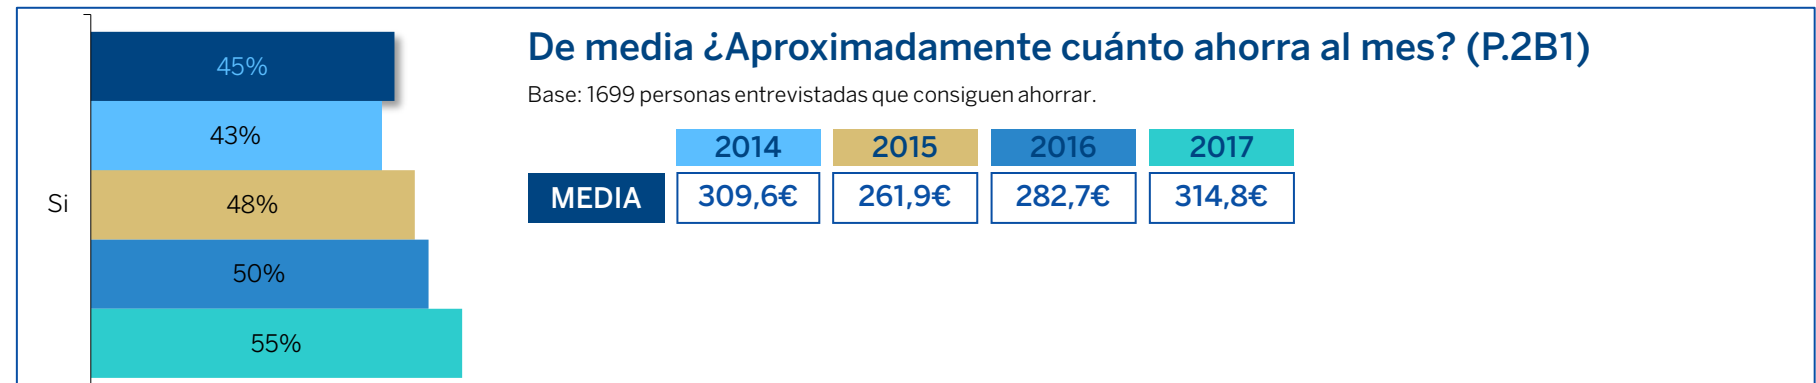 De media ¿Aproximadamente cuánto ahorra al mes? (P.2B1)
Base: 1699 personas entrevistadas que consiguen ahorrar.
2014 2015 2016 2017
MEDIA 309,6€ 261,9€ 282,7€ 314,8€
Si
45%
43%
48%
50%
55%